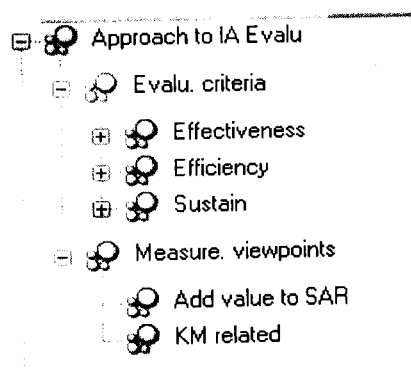 Approach to IA Evalu
Evalu. criteria
Effectiveness
Efficiency
Sustain
Measure. viewpoints
Add value to SAR
KM related